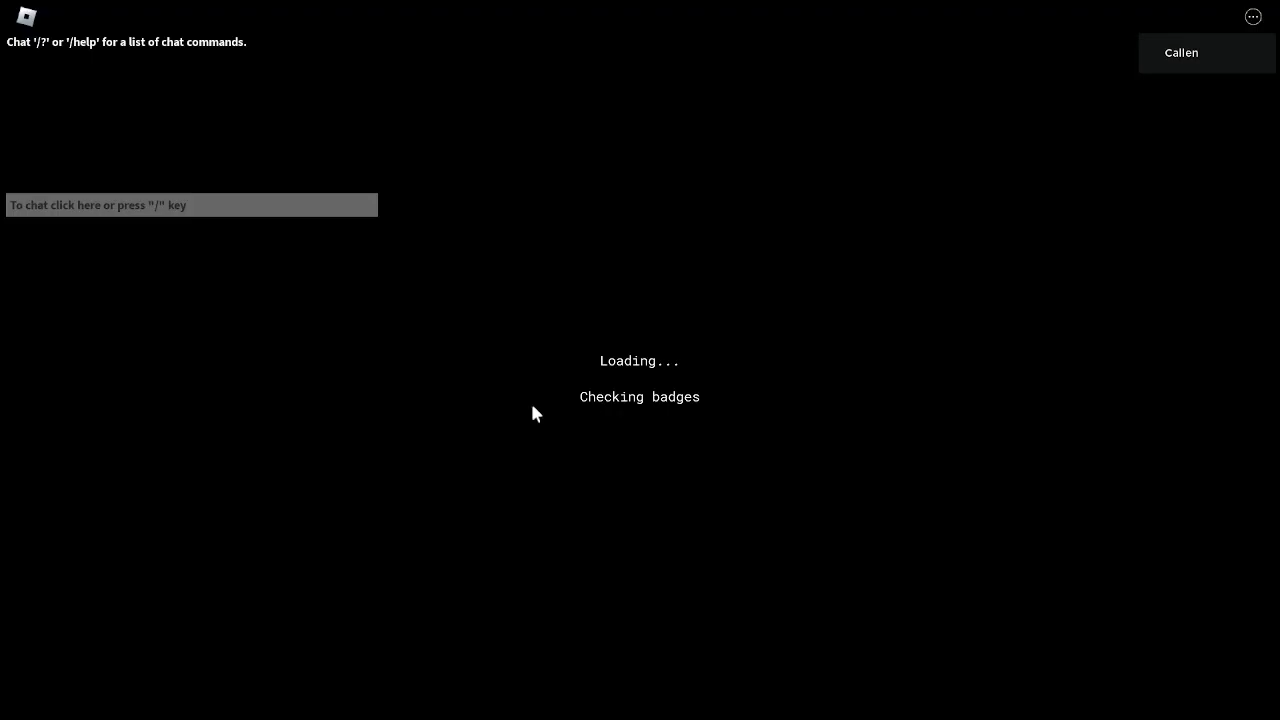 Chat '/?' or '/help' for a list of chat commands.
Callen
To chat click here or press "/" key
Loading...
Checking badges